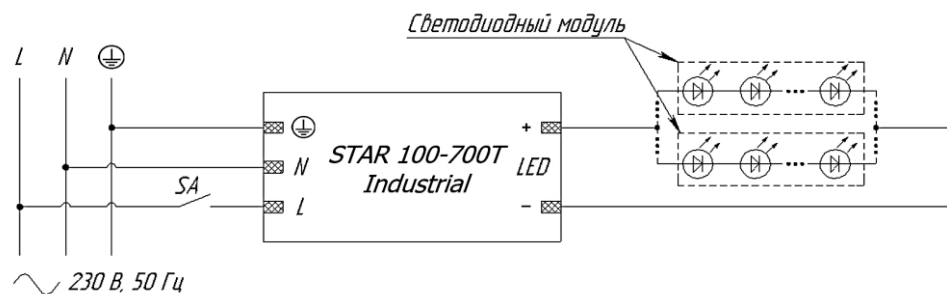 Светодиодный модуль
L N
+
STAR 100-700T
N LED
Industrial
SA
L −
230 В, 50 Гц